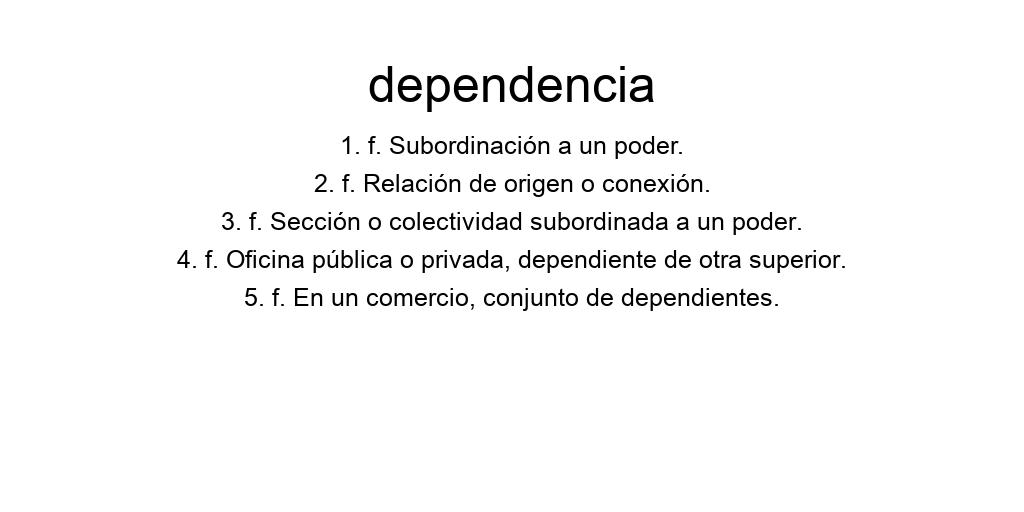 dependencia
1. f. Subordinación a un poder.
2. f. Relación de origen o conexión.
3. f. Sección o colectividad subordinada a un poder.
4. f. Oficina pública o privada, dependiente de otra superior.
5. f. En un comercio, conjunto de dependientes.